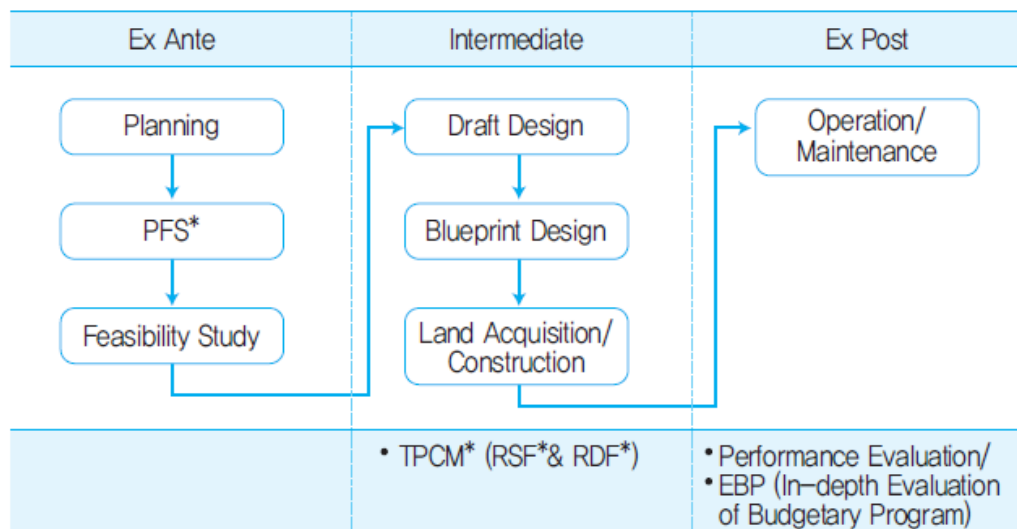 Ex Ante
Intermediate
Ex Post
Planning
PFS*
Feasibility Study
Draft Design
Blueprint Design
Land Acquisition/
Construction
Operation/
Maintenance
• TPCM* (RSF*& RDF*)
• Performance Evaluation/
• EBP (In-depth Evaluation
of Budgetary Program)